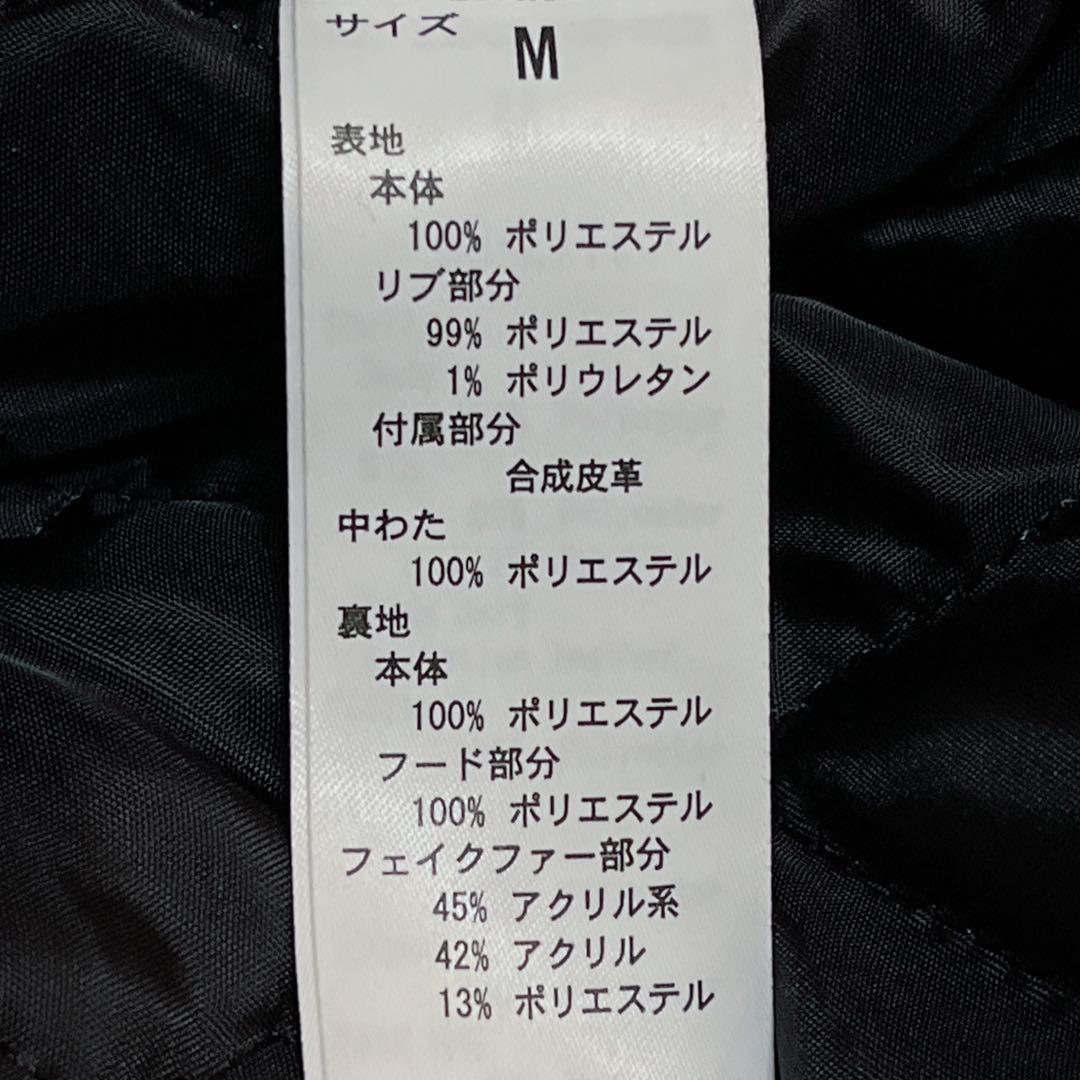 サイズ
M
表地
本体
100% ポリエステル
リブ部分
99% ポリエステル
1% ポリウレタン
付属部分
合成皮革
中わた
100% ポリエステル
裏地
本体
100% ポリエステル
フード部分
100% ポリエステル
フェイクファー部分
45% アクリル系
42% アクリル
13% ポリエステル